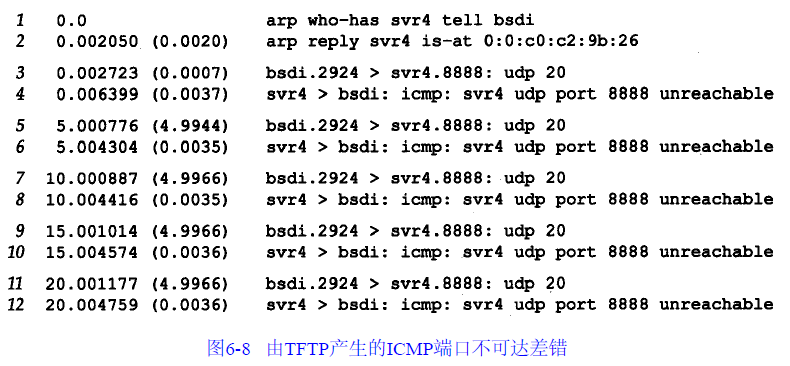 1 0.0 arp who-has svr4 tell bsdi
2 0.002050 (0.0020) arp reply svr4 is-at 0:0:c0:c2:9b:26
3 0.002723 (0.0007) bsdi.2924 > svr4.8888: udp 20
4 0.006399 (0.0037) svr4 > bsdi: icmp: svr4 udp port 8888 unreachable
5 5.000776 (4.9944) bsdi.2924 > svr4.8888: udp 20
6 5.004304 (0.0035) svr4 > bsdi: icmp: svr4 udp port 8888 unreachable
7 10.000887 (4.9966) bsdi.2924 > svr4.8888: udp 20
8 10.004416 (0.0035) svr4 > bsdi: icmp: svr4 udp port 8888 unreachable
9 15.001014 (4.9966) bsdi.2924 > svr4.8888: udp 20
10 15.004574 (0.0036) svr4 > bsdi: icmp: svr4 udp port 8888 unreachable
11 20.001177 (4.9966) bsdi.2924 > svr4.8888: udp 20
12 20.004759 (0.0036) svr4 > bsdi: icmp: svr4 udp port 8888 unreachable
图6-8 由TFTP产生的ICMP端口不可达差错